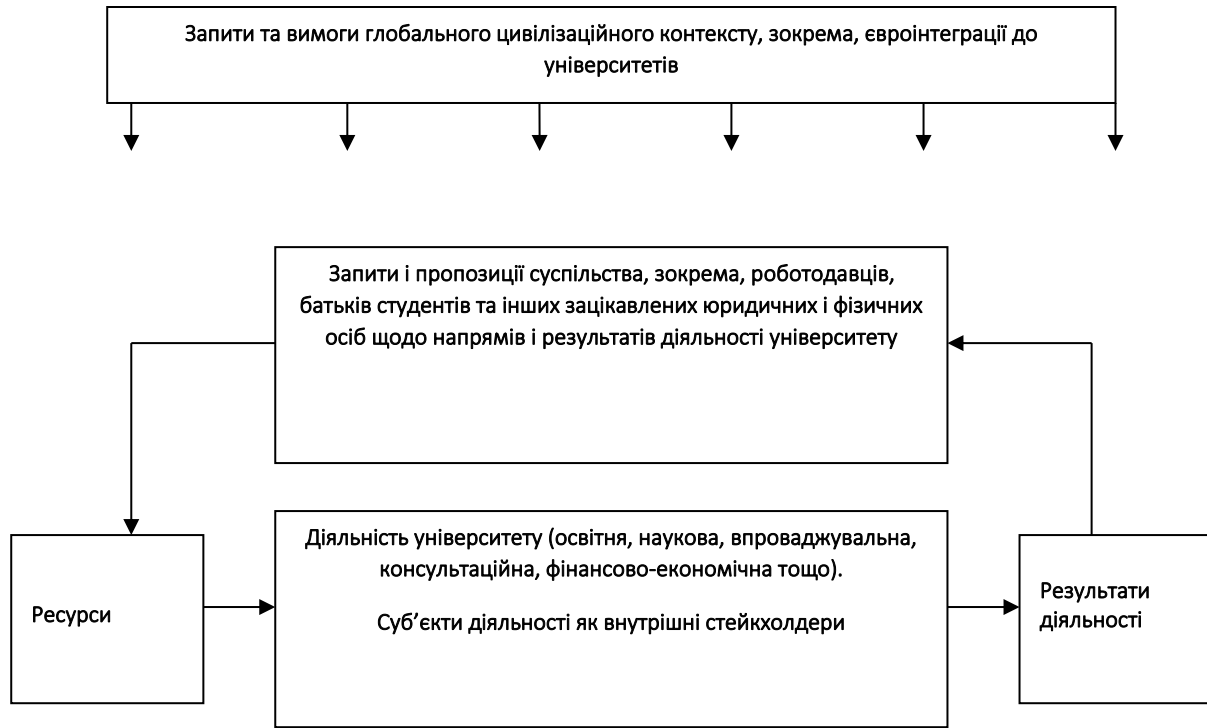 Запити та вимоги глобального цивілізаційного контексту, зокрема, євроінтеграції до
університетів
Запити і пропозиції суспільства, зокрема, роботодавців,
батьків студентів та інших зацікавлених юридичних і фізичних
осіб щодо напрямів і результатів діяльності університету
Ресурси
Діяльність університету (освітня, наукова, впроваджувальна,
консультаційна, фінансово-економічна тощо).
Суб’єкти діяльності як внутрішні стейкхолдери
Результати
діяльності